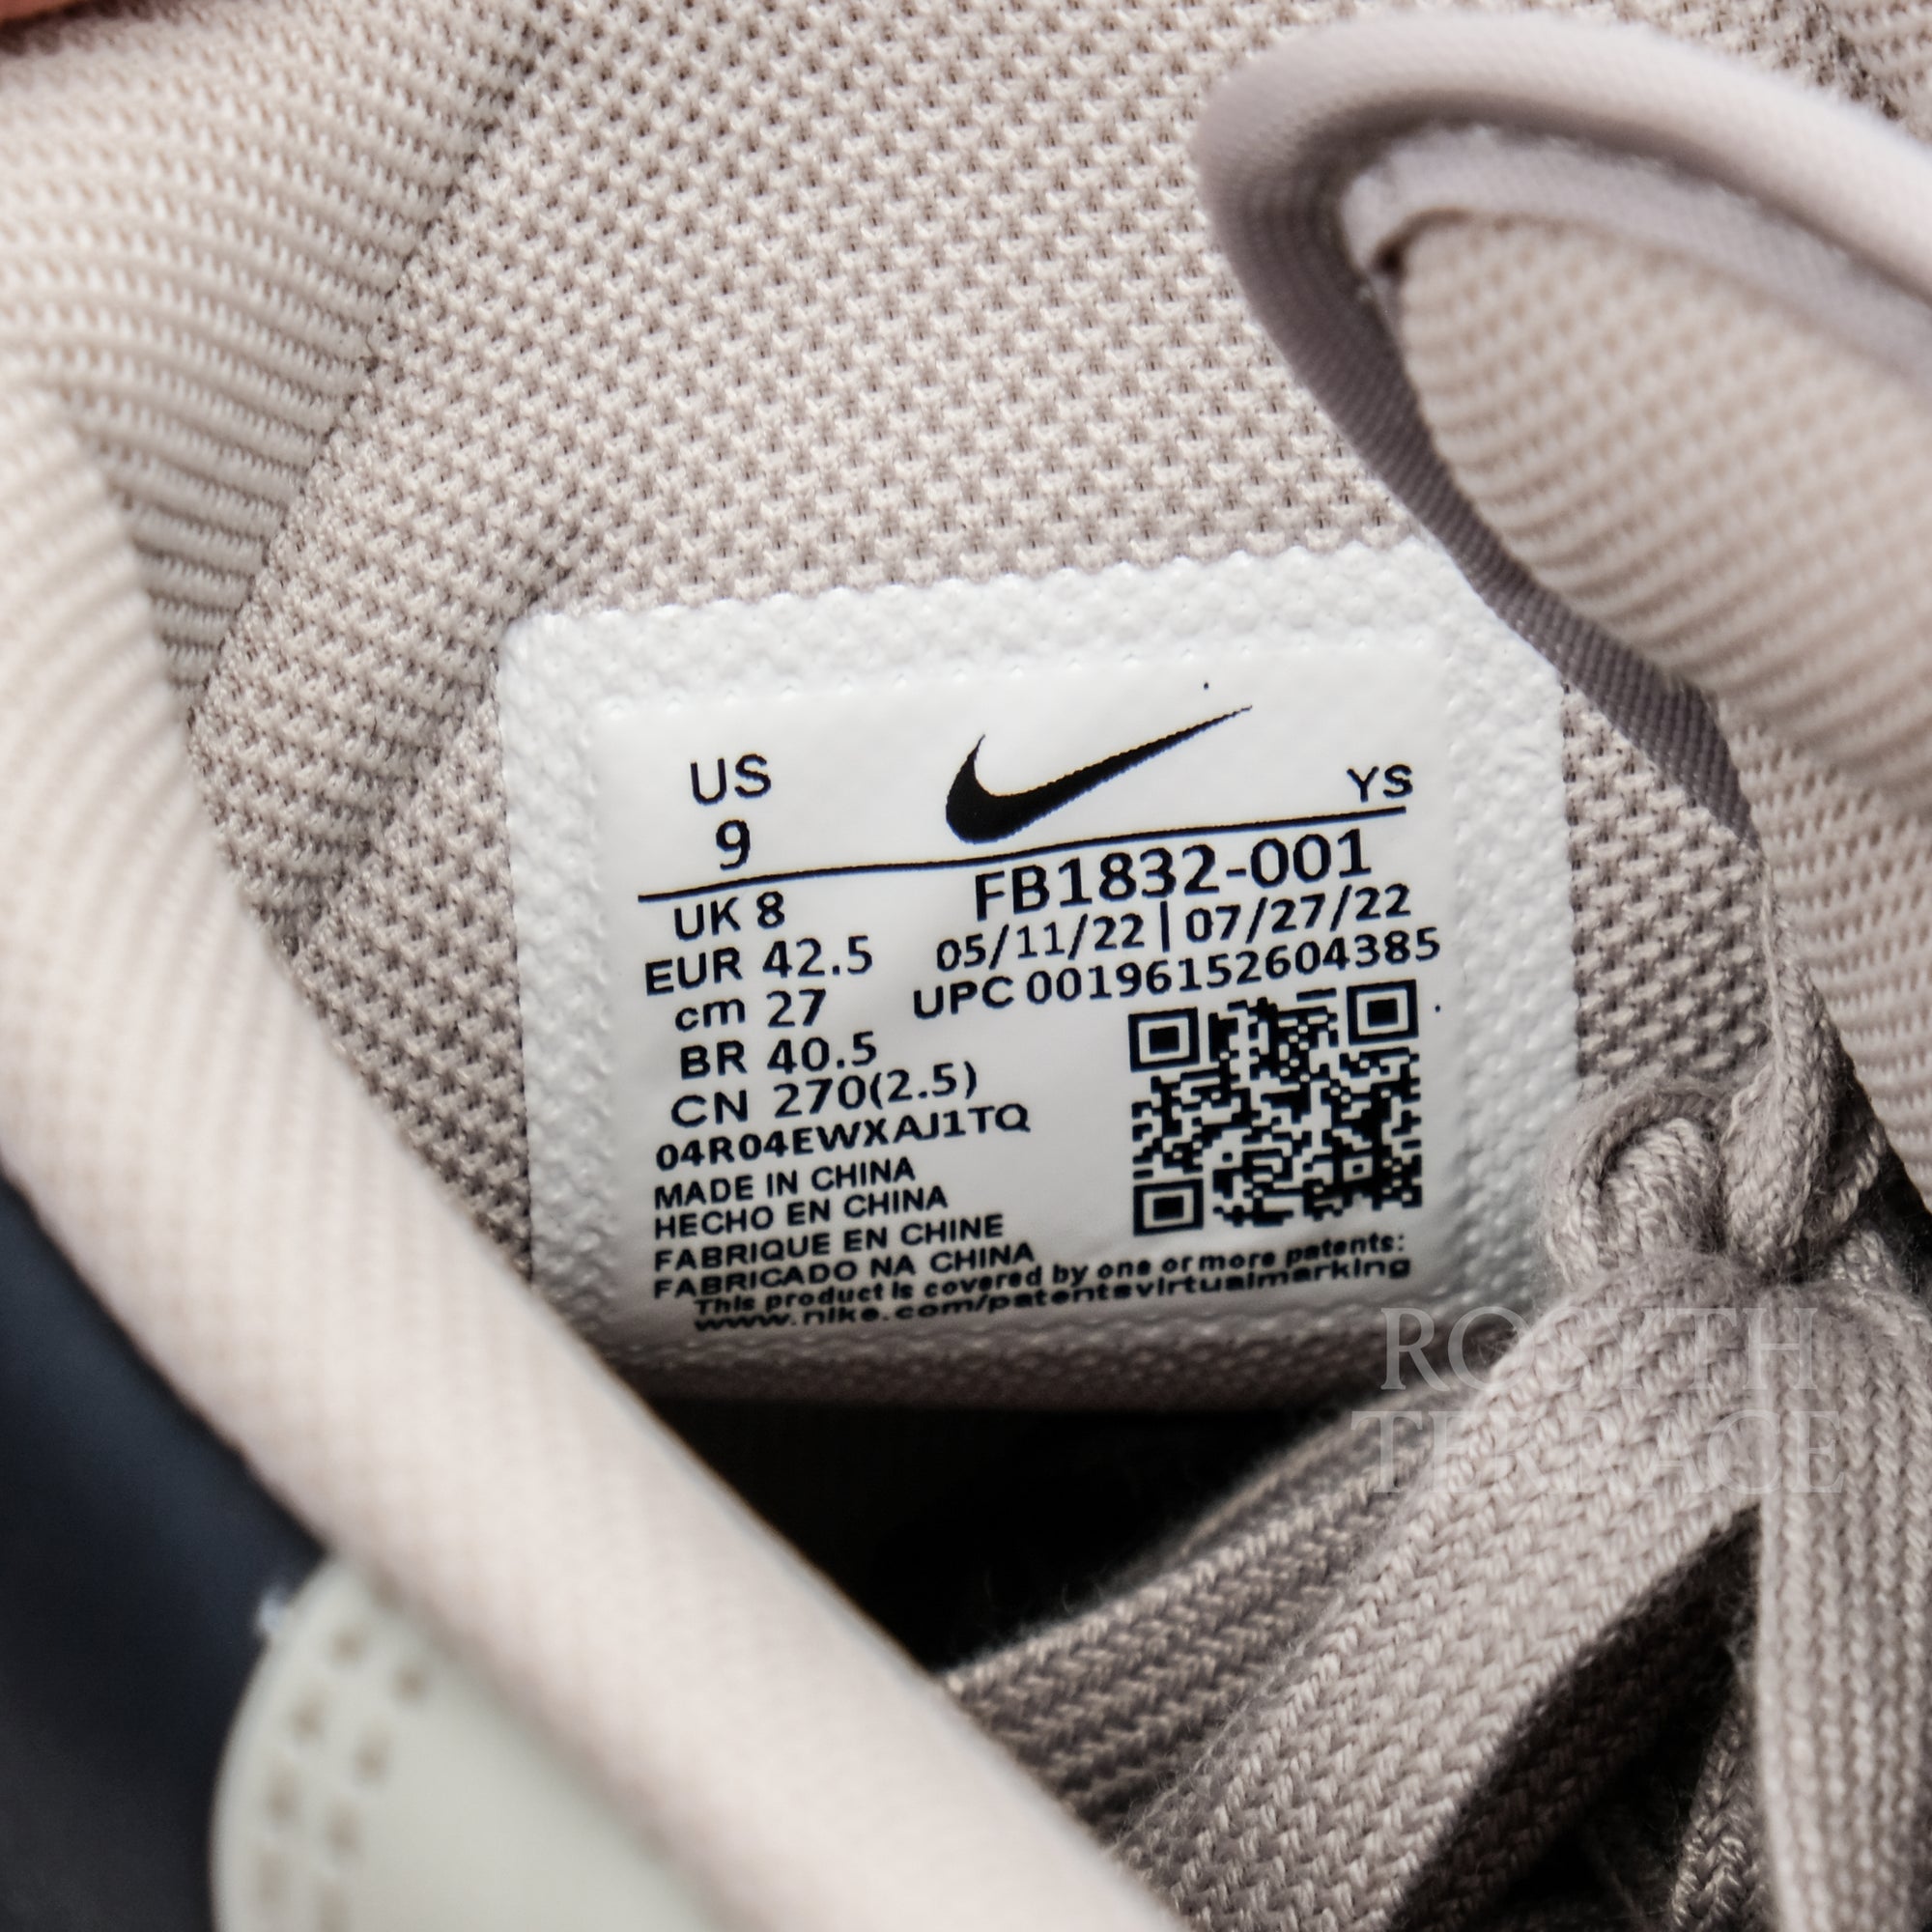 US
9
YS
FB1832-001
05/11/22 | 07/27/22
UPC 00196152604385
UK 8
EUR 42.5
cm 27
BR 40.5
CN 270(2.5)
04R04EWXAJ1TQ
MADE IN CHINA
HECHO EN CHINA
FABRIQUE EN CHINE
FABRICADO NA CHINA
This product is covered by one or more patents:
www.nike.com/patentsvirtualmarking
ROSYTH
TERRACE